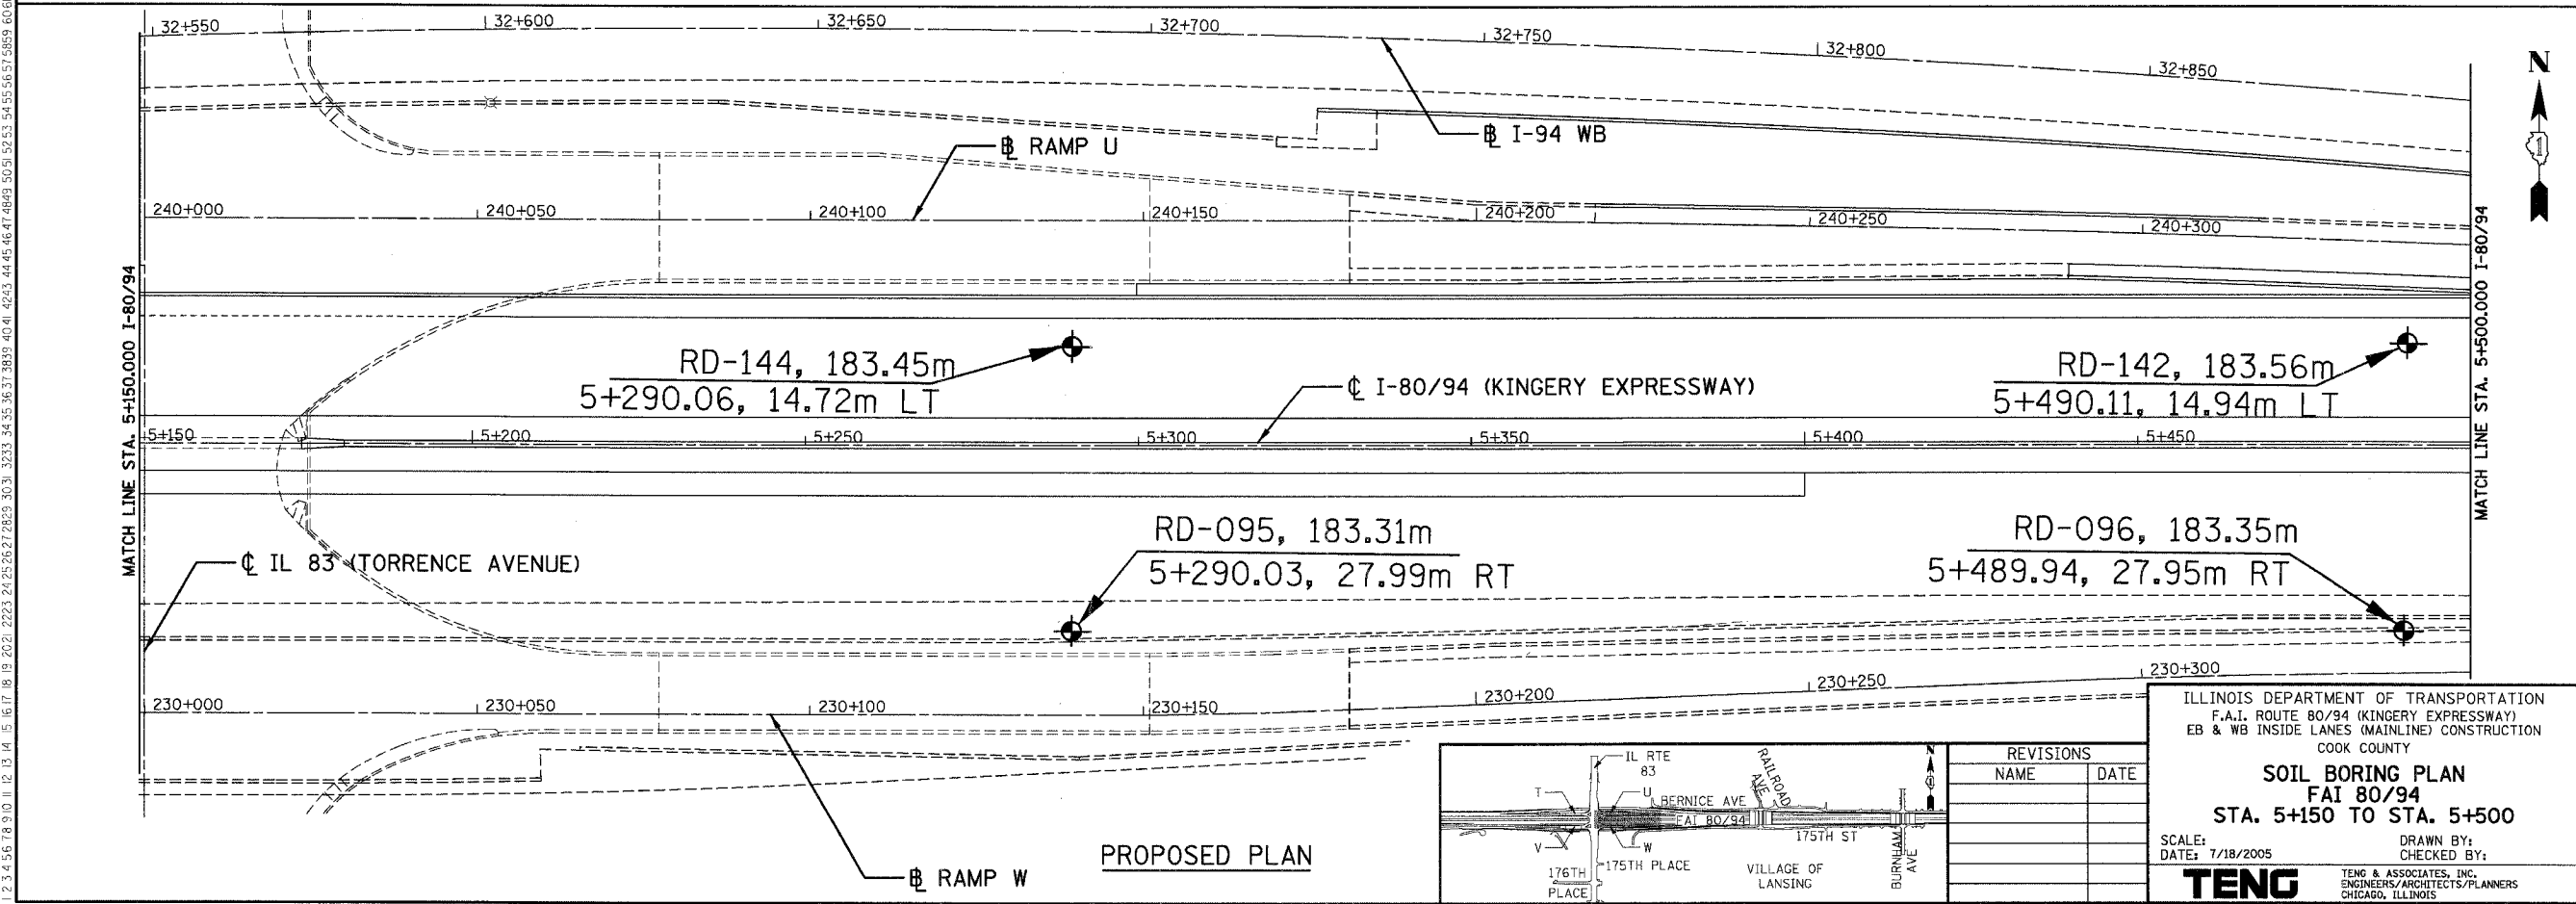 32+550
32+600
32+650
32+700
32+750
32+800
32+850
N
1
℄ I-94 WB
℄ RAMP U
240+000
240+050
240+100
240+150
240+200
240+250
240+300
MATCH LINE STA. 5+150.000 I-80/94
MATCH LINE STA. 5+500.000 I-80/94
RD-144, 183.45m
5+290.06, 14.72m LT
RD-142, 183.56m
5+490.11, 14.94m LT
℄ I-80/94 (KINGERY EXPRESSWAY)
5+150
5+200
5+250
5+300
5+350
5+400
5+450
RD-095, 183.31m
5+290.03, 27.99m RT
RD-096, 183.35m
5+489.94, 27.95m RT
℄ IL 83 (TORRENCE AVENUE)
230+000
230+050
230+100
230+150
230+200
230+250
230+300
℄ RAMP W
PROPOSED PLAN
IL RTE
83
RAILROAD
AVE
N
T
U
BERNICE AVE
FAI 80/94
V
W
175TH ST
176TH
PLACE
175TH PLACE
VILLAGE OF
LANSING
BURNHAM
AVE
REVISIONS
NAME DATE
ILLINOIS DEPARTMENT OF TRANSPORTATION
F.A.I. ROUTE 80/94 (KINGERY EXPRESSWAY)
EB & WB INSIDE LANES (MAINLINE) CONSTRUCTION
COOK COUNTY
SOIL BORING PLAN
FAI 80/94
STA. 5+150 TO STA. 5+500
SCALE: DRAWN BY:
DATE: 7/18/2005 CHECKED BY:
TENG
TENG & ASSOCIATES, INC.
ENGINEERS/ARCHITECTS/PLANNERS
CHICAGO, ILLINOIS